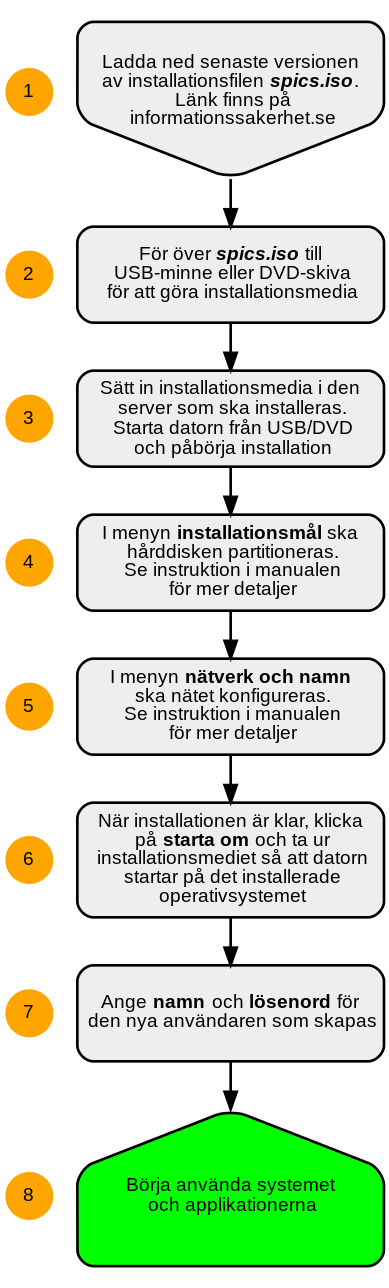 1
Ladda ned senaste versionen
av installationsfilen spics.iso.
Länk finns på
informationssakerhet.se
2
För över spics.iso till
USB-minne eller DVD-skiva
för att göra installationsmedia
3
Sätt in installationsmedia i den
server som ska installeras.
Starta datorn från USB/DVD
och påbörja installation
4
I menyn installationsmål ska
hårddisken partitioneras.
Se instruktion i manualen
för mer detaljer
5
I menyn nätverk och namn
ska nätet konfigureras.
Se instruktion i manualen
för mer detaljer
6
När installationen är klar, klicka
på starta om och ta ur
installationsmediet så att datorn
startar på det installerade
operativsystemet
7
Ange namn och lösenord för
den nya användaren som skapas
8
Börja använda systemet
och applikationerna